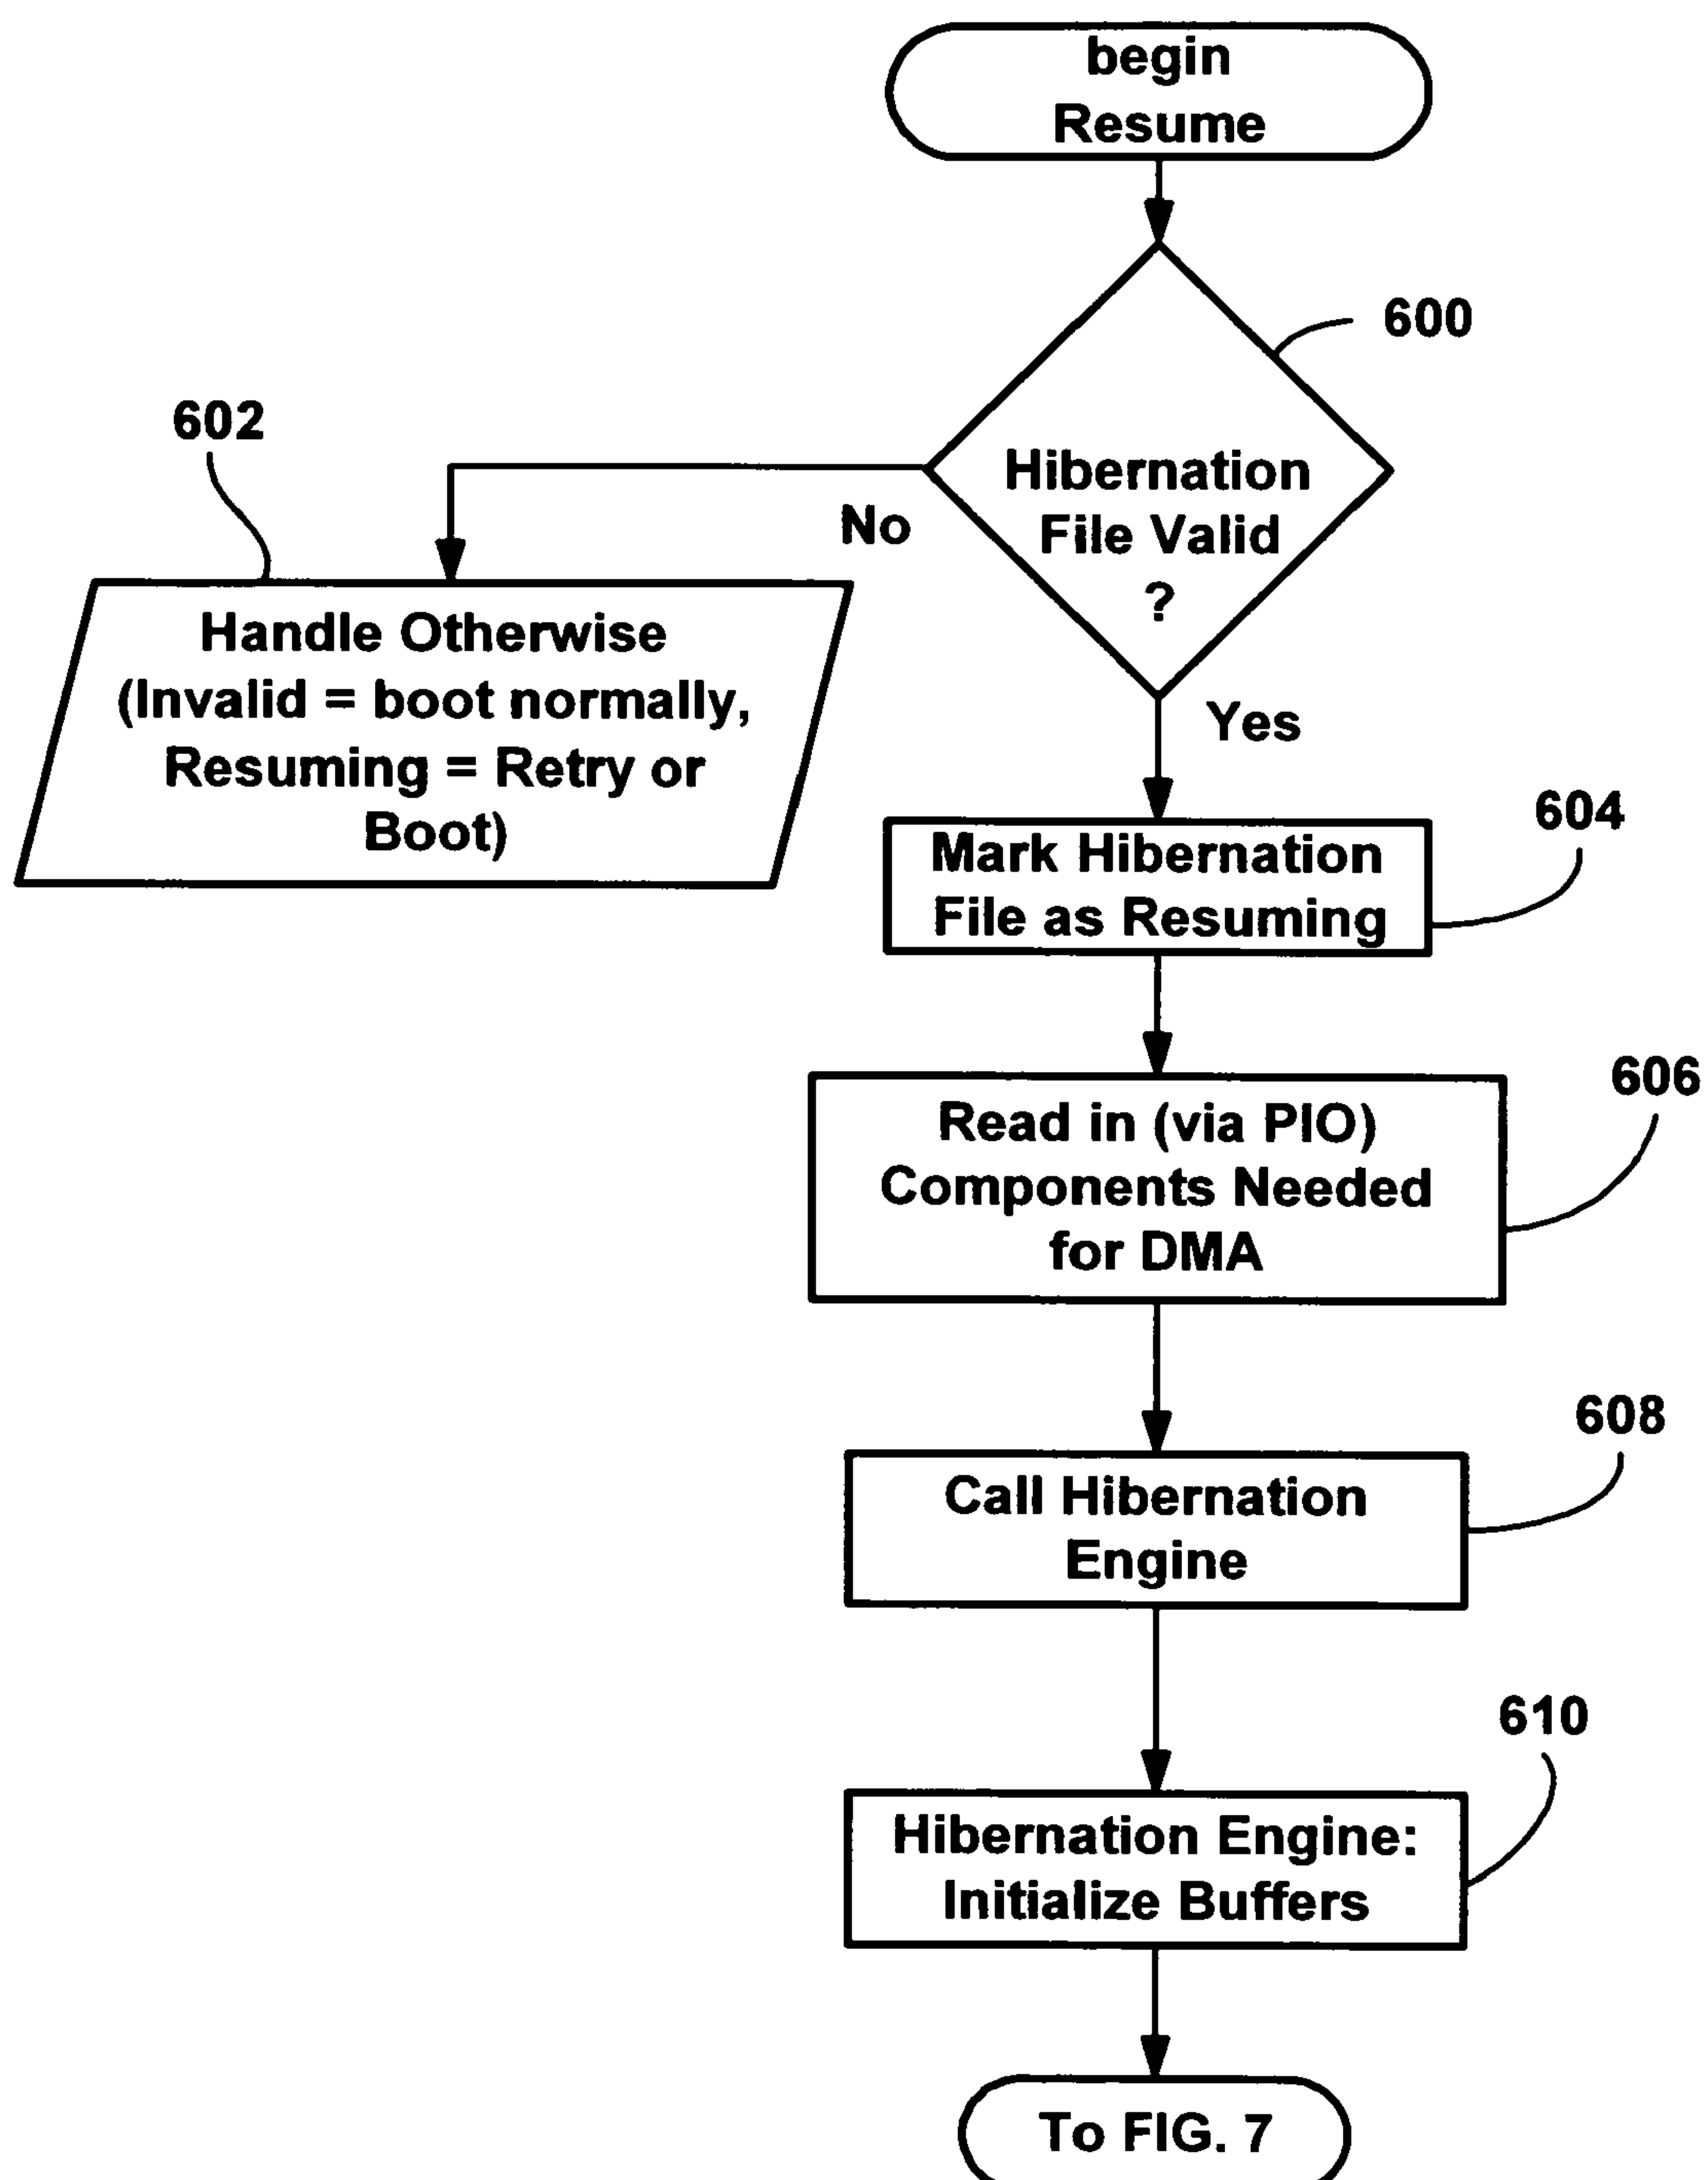 begin
Resume
600
Hibernation
File Valid
?
602
No
Handle Otherwise
(Invalid = boot normally,
Resuming = Retry or
Boot)
Yes
604
Mark Hibernation
File as Resuming
606
Read in (via PIO)
Components Needed
for DMA
608
Call Hibernation
Engine
610
Hibernation Engine:
Initialize Buffers
To FIG. 7